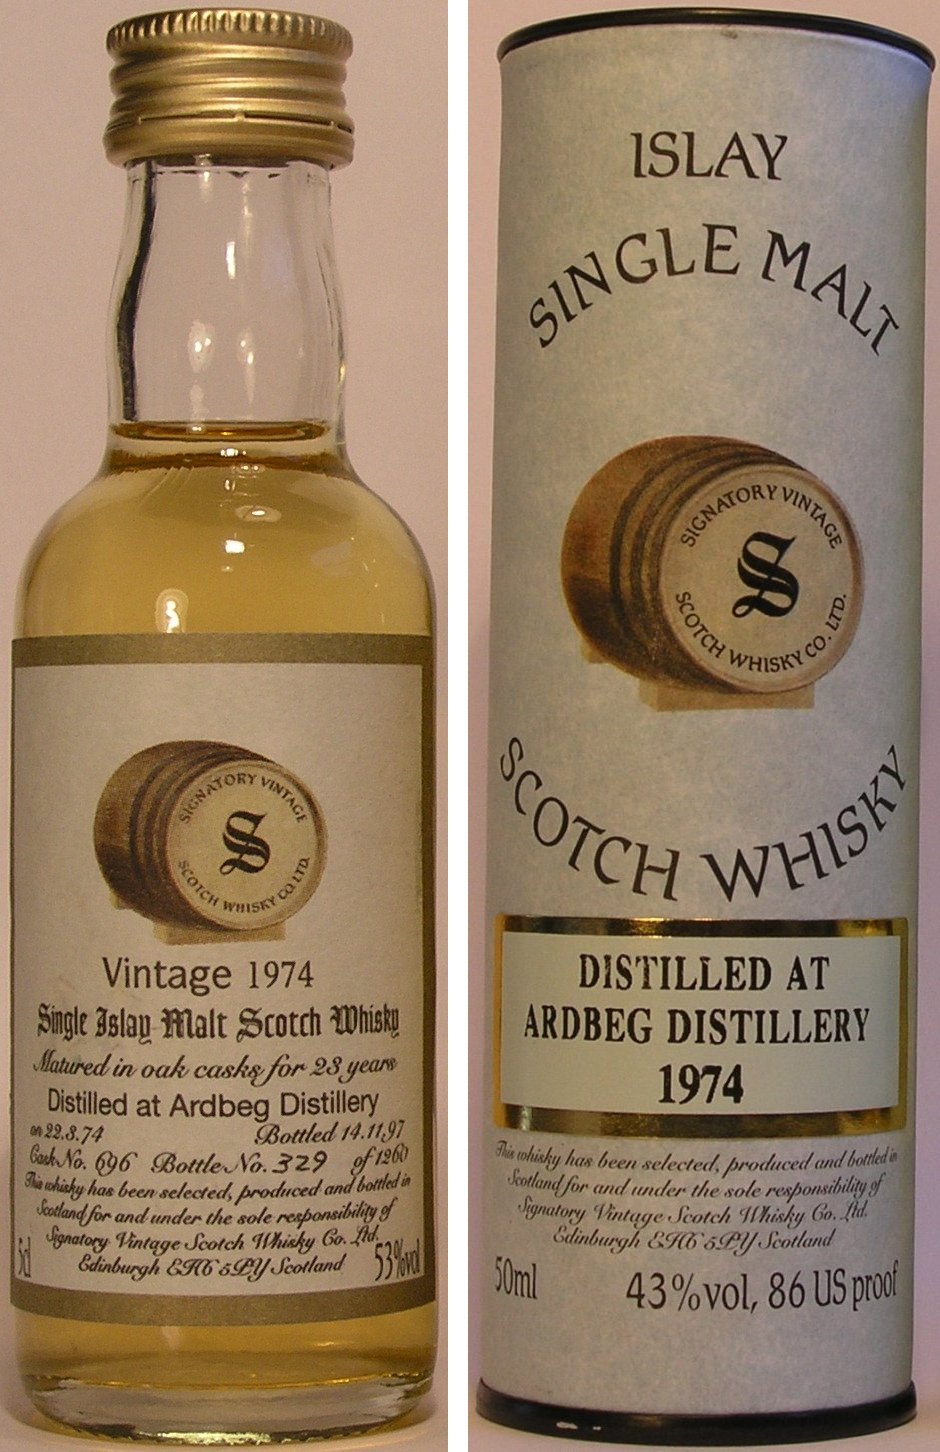 SIGNATORY VINTAGE
S
SCOTCH WHISKY CO. LTD.
Vintage 1974
Single Islay Malt Scotch Whisky
Matured in oak casks for 23 years
Distilled at Ardbeg Distillery
on 22.3.74 Bottled 14.11.97
Cask No. 696 Bottle No. 329 of 1260
This whisky has been selected, produced and bottled in
Scotland for and under the sole responsibility of
Signatory Vintage Scotch Whisky Co. Ltd.
5cl Edinburgh EH6 5PY Scotland 53%vol
ISLAY
SINGLE MALT
SIGNATORY VINTAGE
S
SCOTCH WHISKY CO. LTD.
SCOTCH WHISKY
DISTILLED AT
ARDBEG DISTILLERY
1974
This whisky has been selected, produced and bottled in
Scotland for and under the sole responsibility of
Signatory Vintage Scotch Whisky Co. Ltd.
Edinburgh EH6 5PY Scotland
50ml 43%vol, 86 US proof